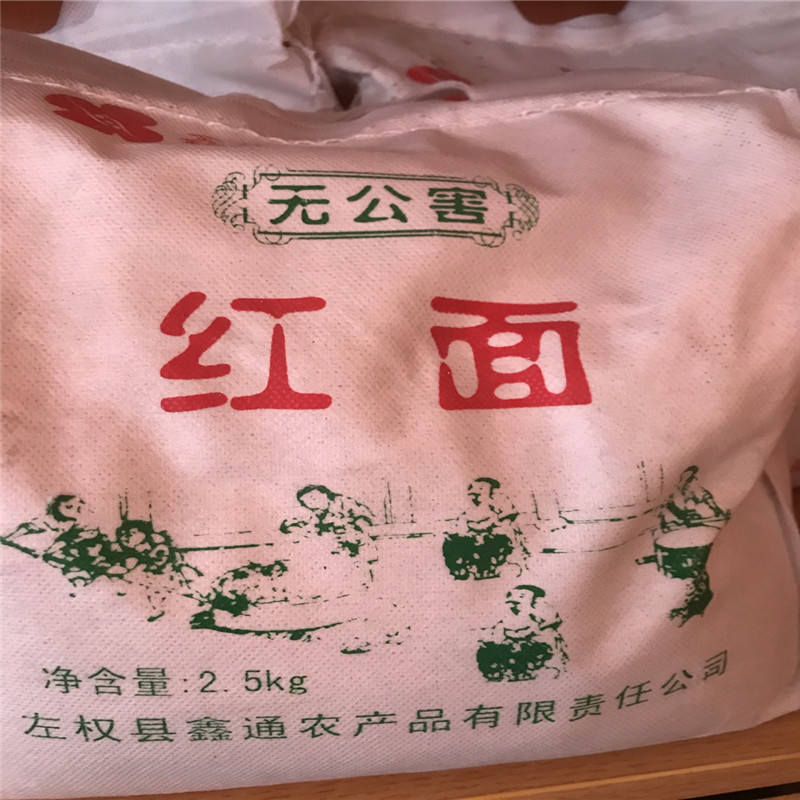 无公害
红面
净含量:2.5kg
左权县鑫通农产品有限责任公司